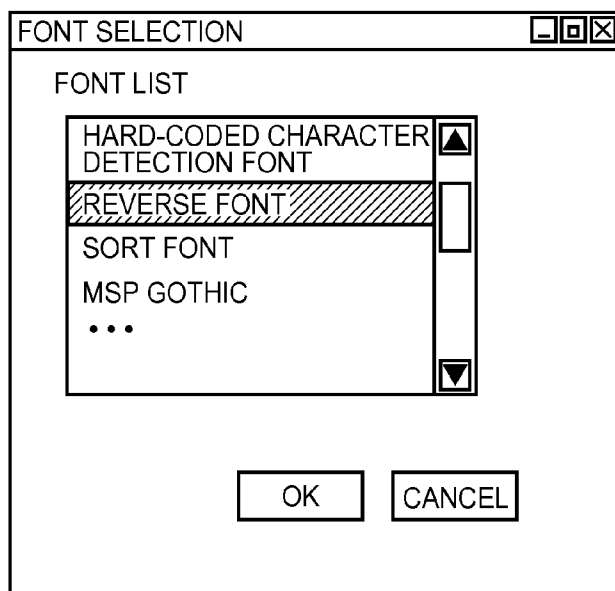 FONT SELECTION
FONT LIST
HARD-CODED CHARACTER
DETECTION FONT
REVERSE FONT
SORT FONT
MSP GOTHIC
•••
OK
CANCEL